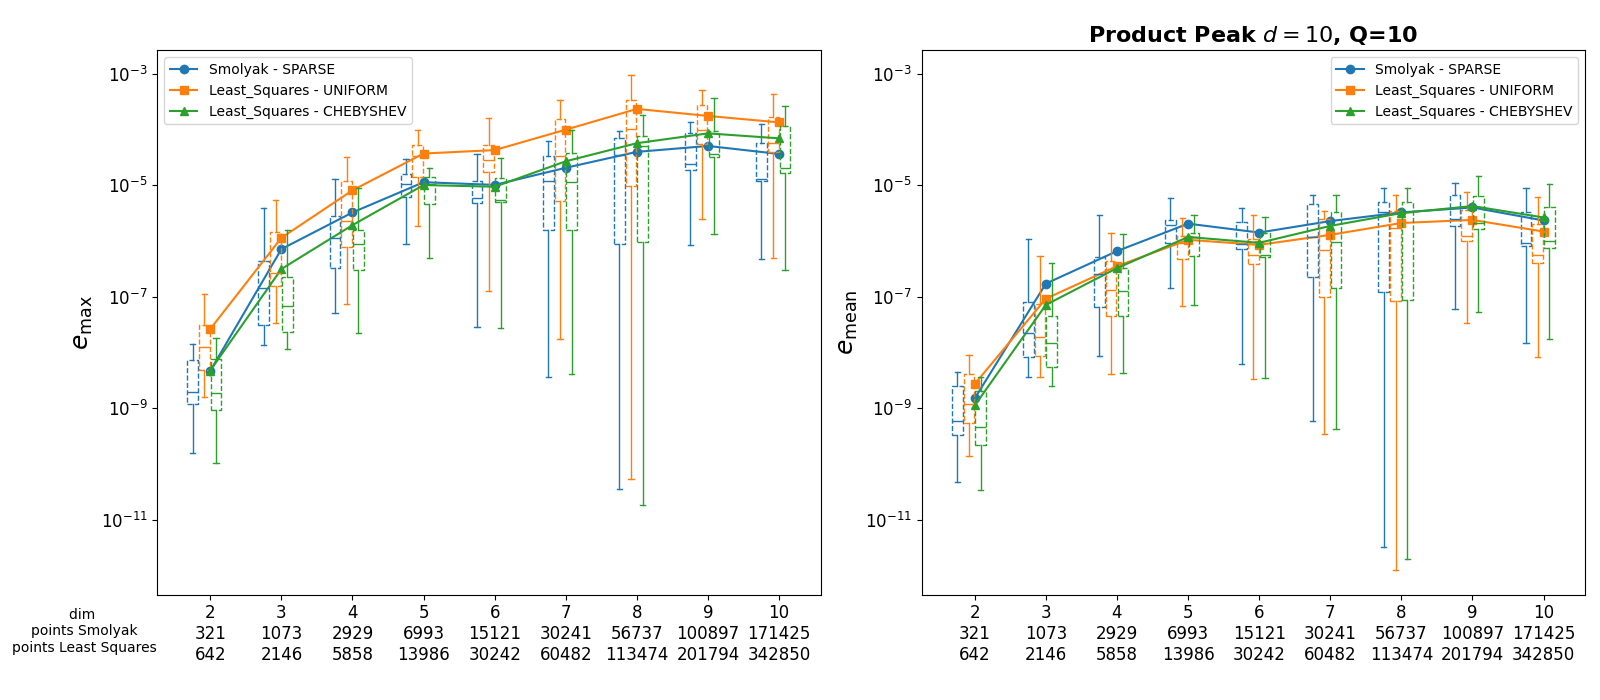 Product Peak d = 10, Q=10
Smolyak - SPARSE
Least_Squares - UNIFORM
Least_Squares - CHEBYSHEV
10⁻³
10⁻⁵
10⁻⁷
10⁻⁹
10⁻¹¹
e_max
Smolyak - SPARSE
Least_Squares - UNIFORM
Least_Squares - CHEBYSHEV
10⁻³
10⁻⁵
10⁻⁷
10⁻⁹
10⁻¹¹
e_mean
dim 2 3 4 5 6 7 8 9 10
points Smolyak 321 1073 2929 6993 15121 30241 56737 100897 171425
points Least Squares 642 2146 5858 13986 30242 60482 113474 201794 342850
2 3 4 5 6 7 8 9 10
321 1073 2929 6993 15121 30241 56737 100897 171425
642 2146 5858 13986 30242 60482 113474 201794 342850